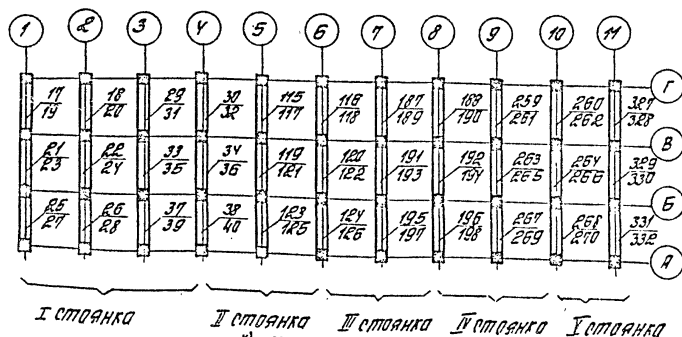 1 2 3 4 5 6 7 8 9 10 11
Г
17 18 29 30 115 116 187 188 259 260 327
19 20 31 32 117 118 189 190 261 262 328
В
21 22 33 34 119 120 191 192 263 264 329
23 24 35 36 121 122 193 194 265 266 330
Б
25 26 37 38 123 124 195 196 267 268 331
27 28 39 40 125 126 197 198 269 270 332
А
I стоянка II стоянка III стоянка IV стоянка V стоянка